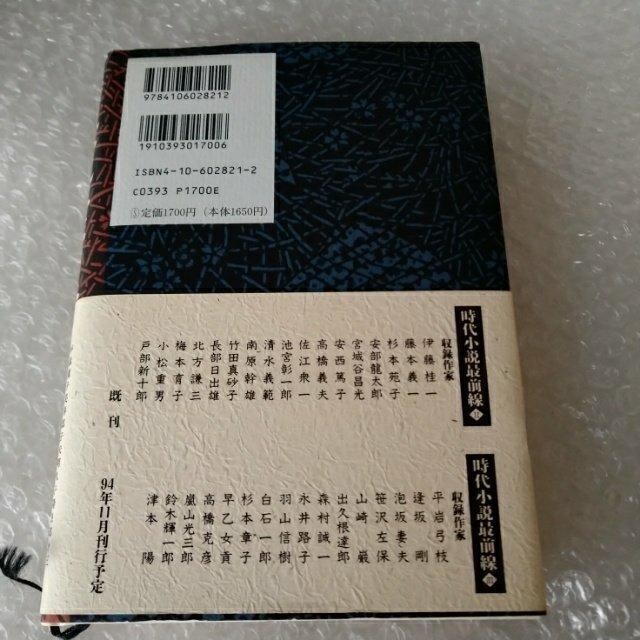 9784106028212
1910393017006
ISBN4-10-602821-2
C0393 P1700E
Ⓢ定価1700円（本体1650円）
時代小説最前線
収録作家
伊藤桂一
藤本義一
杉本苑子
安部龍太郎
宮城谷昌光
安西篤子
高橋義夫
佐江衆一
池宮彰一郎
清水義範
南原幹雄
竹田真砂子
長部日出雄
北方謙三
梅本育子
小松重男
戸部新十郎
既刊
時代小説最前線
収録作家
平岩弓枝
逢坂剛
泡坂妻夫
笹沢左保
山崎巖
出久根達郎
森村誠一
永井路子
羽山信樹
白石一郎
杉本章子
早乙女貢
高橋克彦
嵐山光三郎
鈴木輝一郎
津本陽
94年11月刊行予定